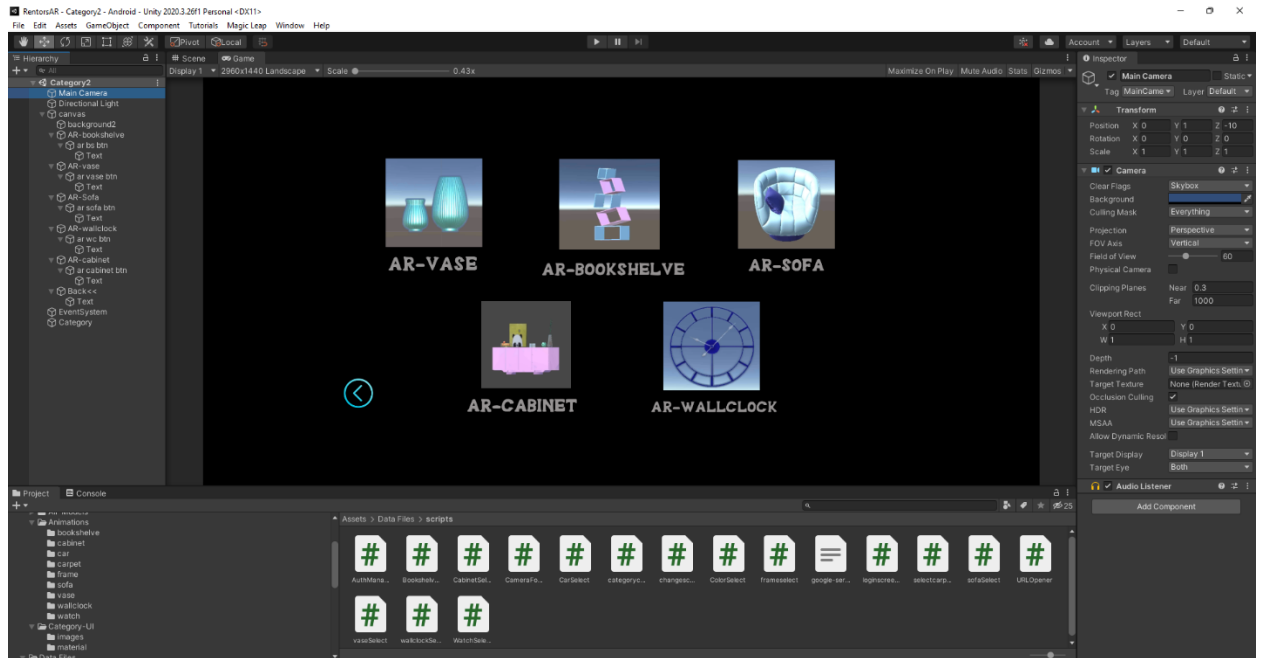 RentorsAR - Category2 - Android - Unity 2020.3.26f1 Personal <DX11>
File Edit Assets GameObject Component Tutorials Magic Leap Window Help
Pivot Local Account Layers Default
Hierarchy
All
Category2
Main Camera
Directional Light
canvas
background2
AR-bookshelve
ar bs btn
Text
AR-vase
ar vase btn
Text
AR-Sofa
ar sofa btn
Text
AR-wallclock
ar wc btn
Text
AR-cabinet
ar cabinet btn
Text
Back<<
Text
EventSystem
Category
Scene Game
Display 1 2960x1440 Landscape Scale 0.43x Maximize On Play Mute Audio Stats Gizmos
AR-VASE AR-BOOKSHELVE AR-SOFA
AR-CABINET AR-WALLCLOCK
Inspector
Main Camera Static
Tag MainCame Layer Default
Transform
Position X 0 Y 1 Z -10
Rotation X 0 Y 0 Z 0
Scale X 1 Y 1 Z 1
Camera
Clear Flags Skybox
Background
Culling Mask Everything
Projection Perspective
FOV Axis Vertical
Field of View 60
Physical Camera
Clipping Planes Near 0.3
Far 1000
Viewport Rect
X 0 Y 0
W 1 H 1
Depth -1
Rendering Path Use Graphics Settin
Target Texture None (Render Textu
Occlusion Culling
HDR Use Graphics Settin
MSAA Use Graphics Settin
Allow Dynamic Resol
Target Display Display 1
Target Eye Both
Audio Listener
Add Component
Project Console
25
Animations
bookshelve
cabinet
car
carpet
frame
sofa
vase
wallclock
watch
Category-UI
images
material
Data Files
Assets > Data Files > scripts
AuthMana... Bookshelv... CabinetSel... CameraFo... CarSelect categoryc... changesc... ColorSelect frameselect google-ser... loginscree... selectcarp... sofaSelect URLOpener
vaseSelect wallclockSe... WatchSele...